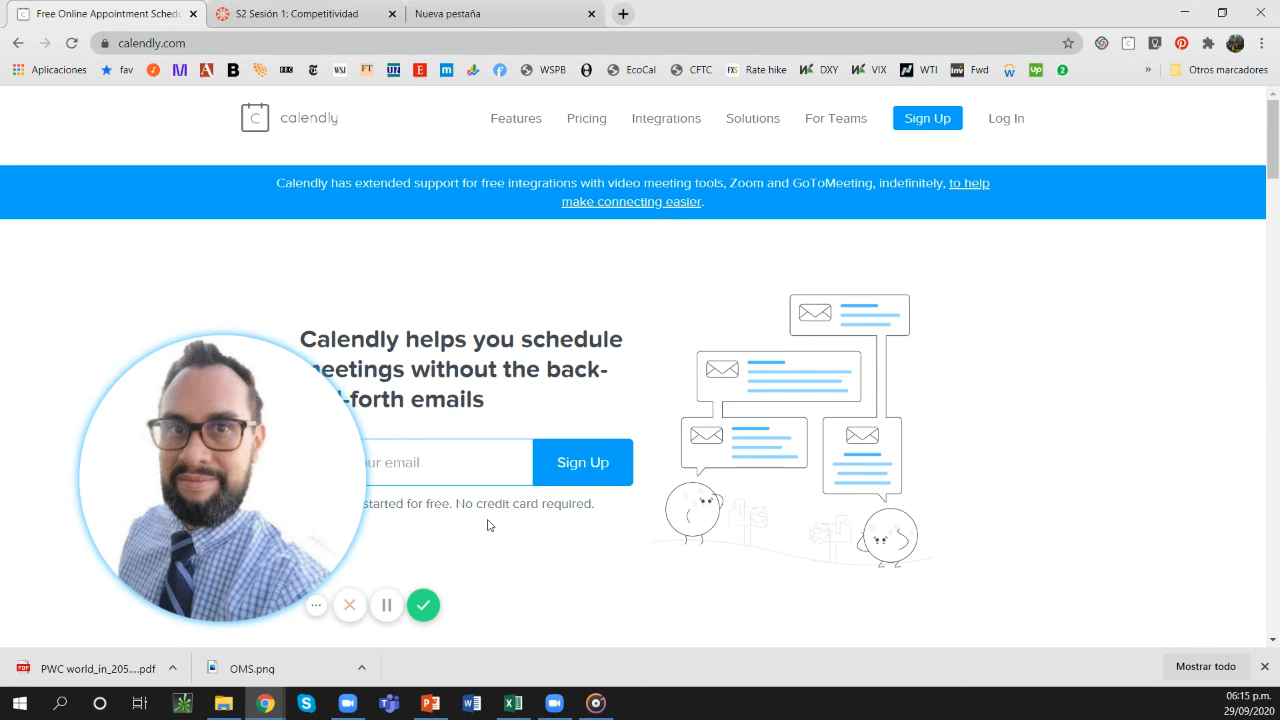 Free Online Appointment Sched
S2 Sesión 1: Competitividad
Nueva pestaña
calendly.com
Aplicaciones
fav
WSPB
EcoCal
CFTC
Rate hike
DXY
VIX
WTI
Fwd
2
»
Otros marcadores
calendly
Features
Pricing
Integrations
Solutions
For Teams
Sign Up
Log In
Calendly has extended support for free integrations with video meeting tools, Zoom and GoToMeeting, indefinitely, to help
make connecting easier.
Calendly helps you schedule
meetings without the back-
-forth emails
ur email
Sign Up
started for free. No credit card required.
PWC world_in_205....pdf
OMS.png
Mostrar todo
06:15 p.m.
29/09/2020